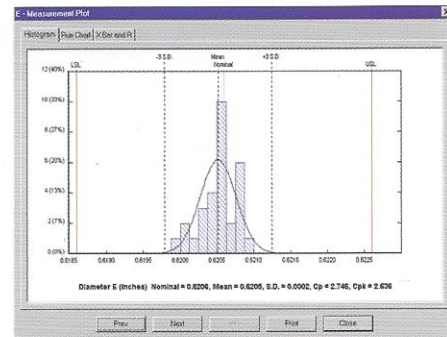 E - Measurement Plot
Histogram Run Chart X Bar and R
-3 S.D. Mean +3 S.D.
LSL Nominal USL
12 (40%)
10 (33%)
8 (27%)
6 (20%)
4 (13%)
2 (7%)
0 (0%)
0.6185 0.6190 0.6195 0.6200 0.6205 0.6210 0.6215 0.6220 0.6225
Diameter E (Inches) Nominal = 0.6206, Mean = 0.6205, S.D. = 0.0002, Cp = 2.746, Cpk = 2.636
Prev Next Print Close